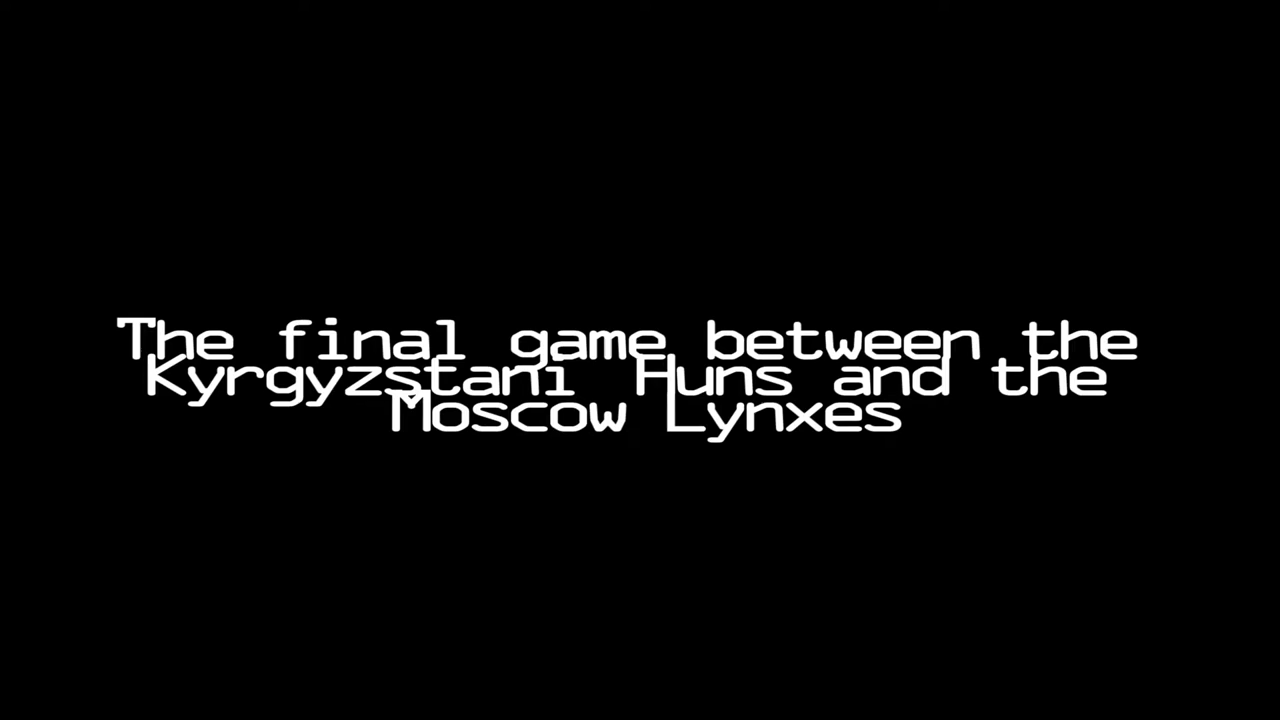 The final game between the
Kyrgyzstani Huns and the
Moscow Lynxes